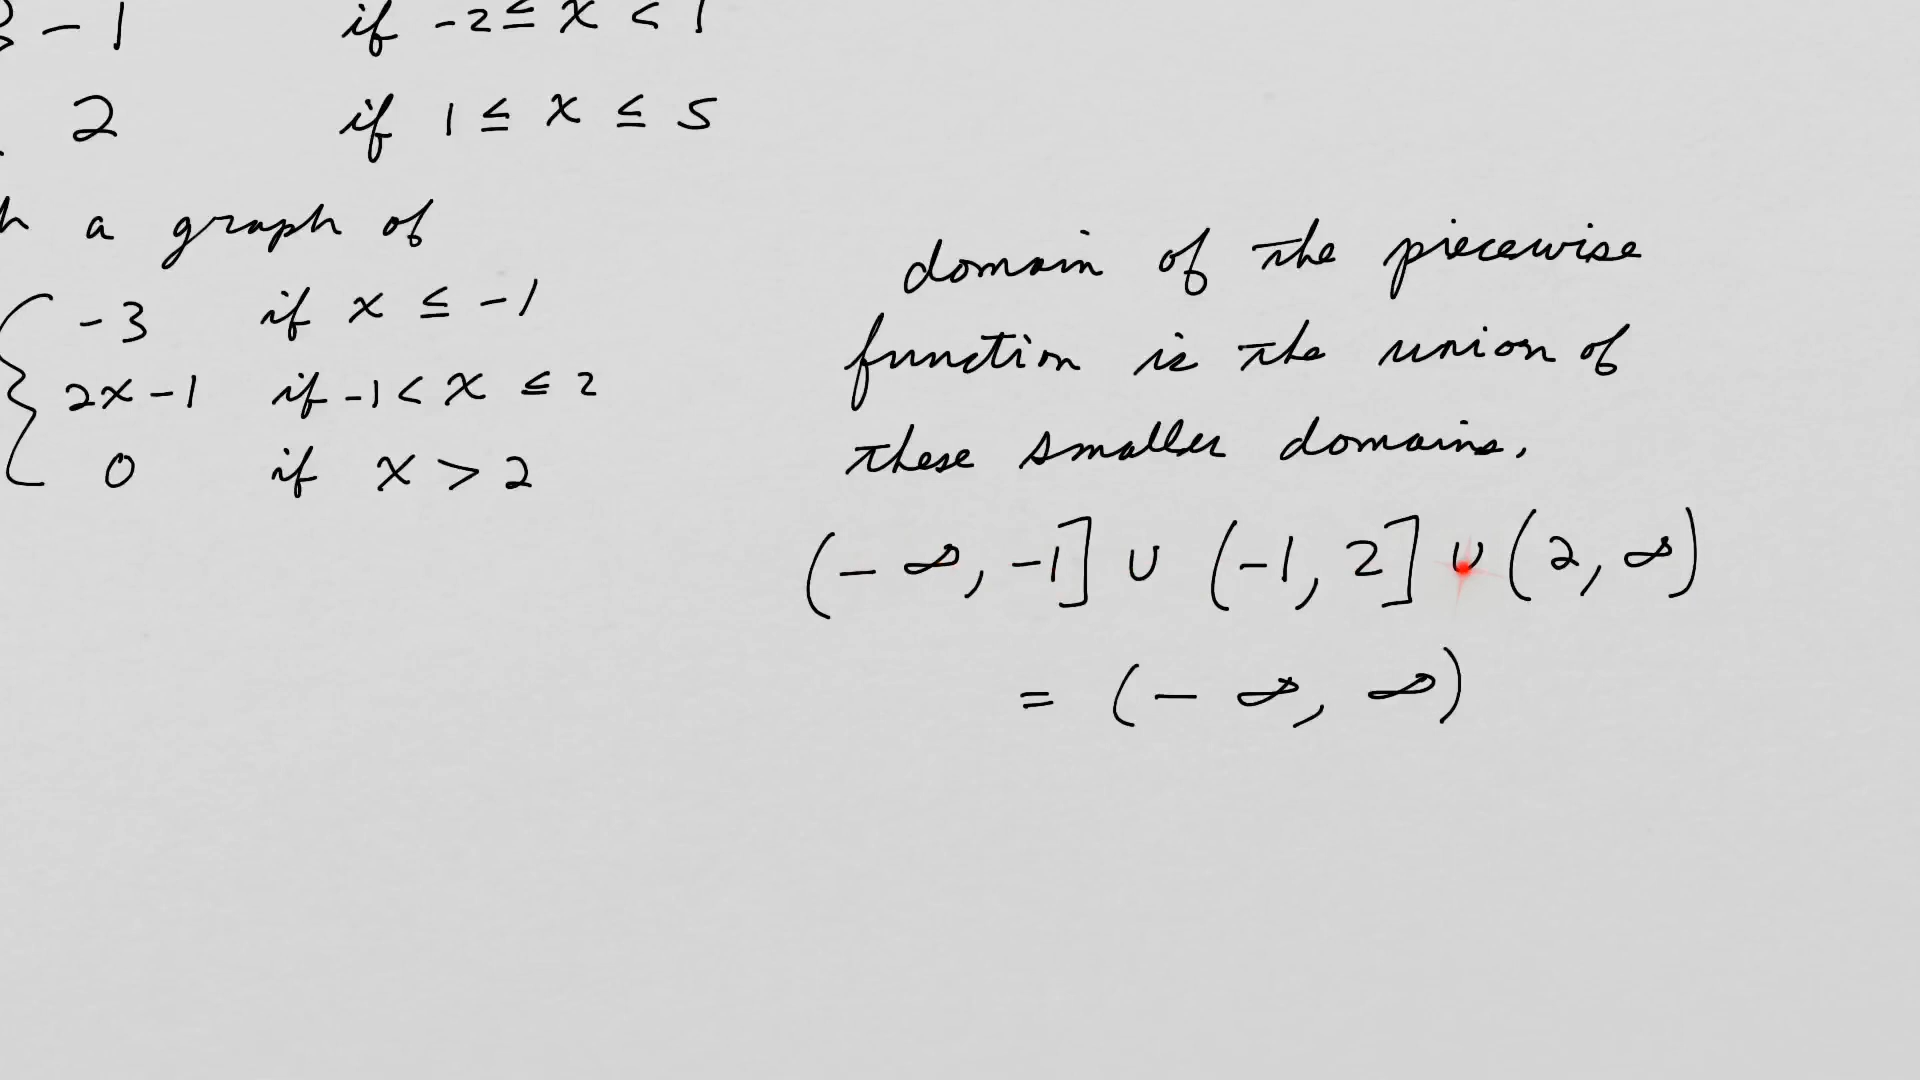 - 1 if -2 ≤ x < 1
2 if 1 ≤ x ≤ 5
a graph of
{ -3 if x ≤ -1
2x - 1 if -1 < x ≤ 2
0 if x > 2
domain of the piecewise
function is the union of
these smaller domains.
(-∞, -1] ∪ (-1, 2] ∪ (2, ∞)
= (-∞, ∞)